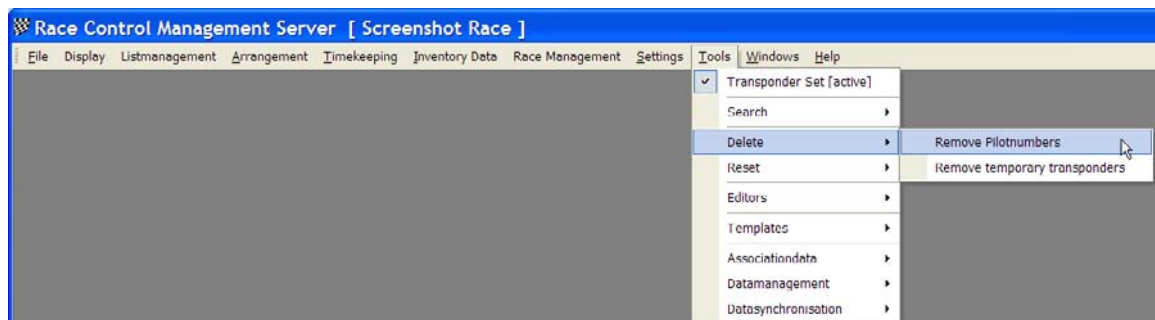 Race Control Management Server [ Screenshot Race ]
File Display Listmanagement Arrangement Timekeeping Inventory Data Race Management Settings Tools Windows Help
Transponder Set [active]
Search
Delete
Remove Pilotnumbers
Reset
Remove temporary transponders
Editors
Templates
Associationdata
Datamanagement
Datasynchronisation